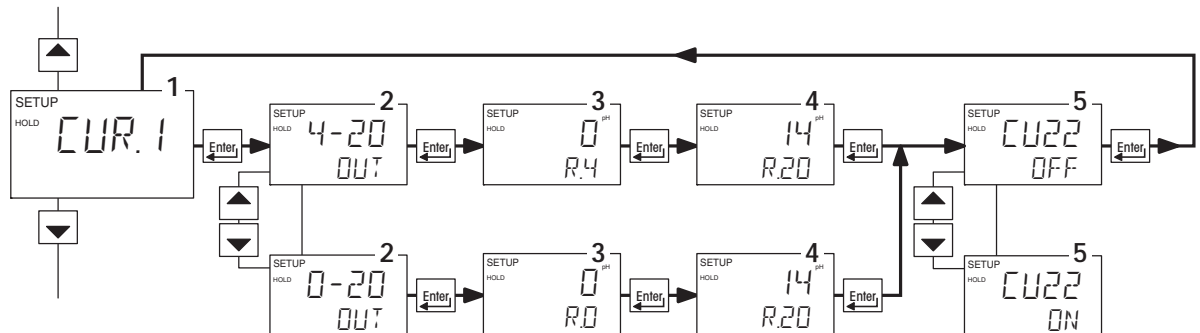 1
SETUP
HOLD
CUR. 1
Enter
2
SETUP
HOLD
4-20
OUT
Enter
3
SETUP
HOLD
pH
0
R.4
Enter
4
SETUP
HOLD
pH
14
R.20
Enter
5
SETUP
HOLD
CU22
OFF
Enter
2
SETUP
HOLD
0-20
OUT
Enter
3
SETUP
HOLD
pH
0
R.0
Enter
4
SETUP
HOLD
pH
14
R.20
Enter
5
SETUP
HOLD
CU22
ON